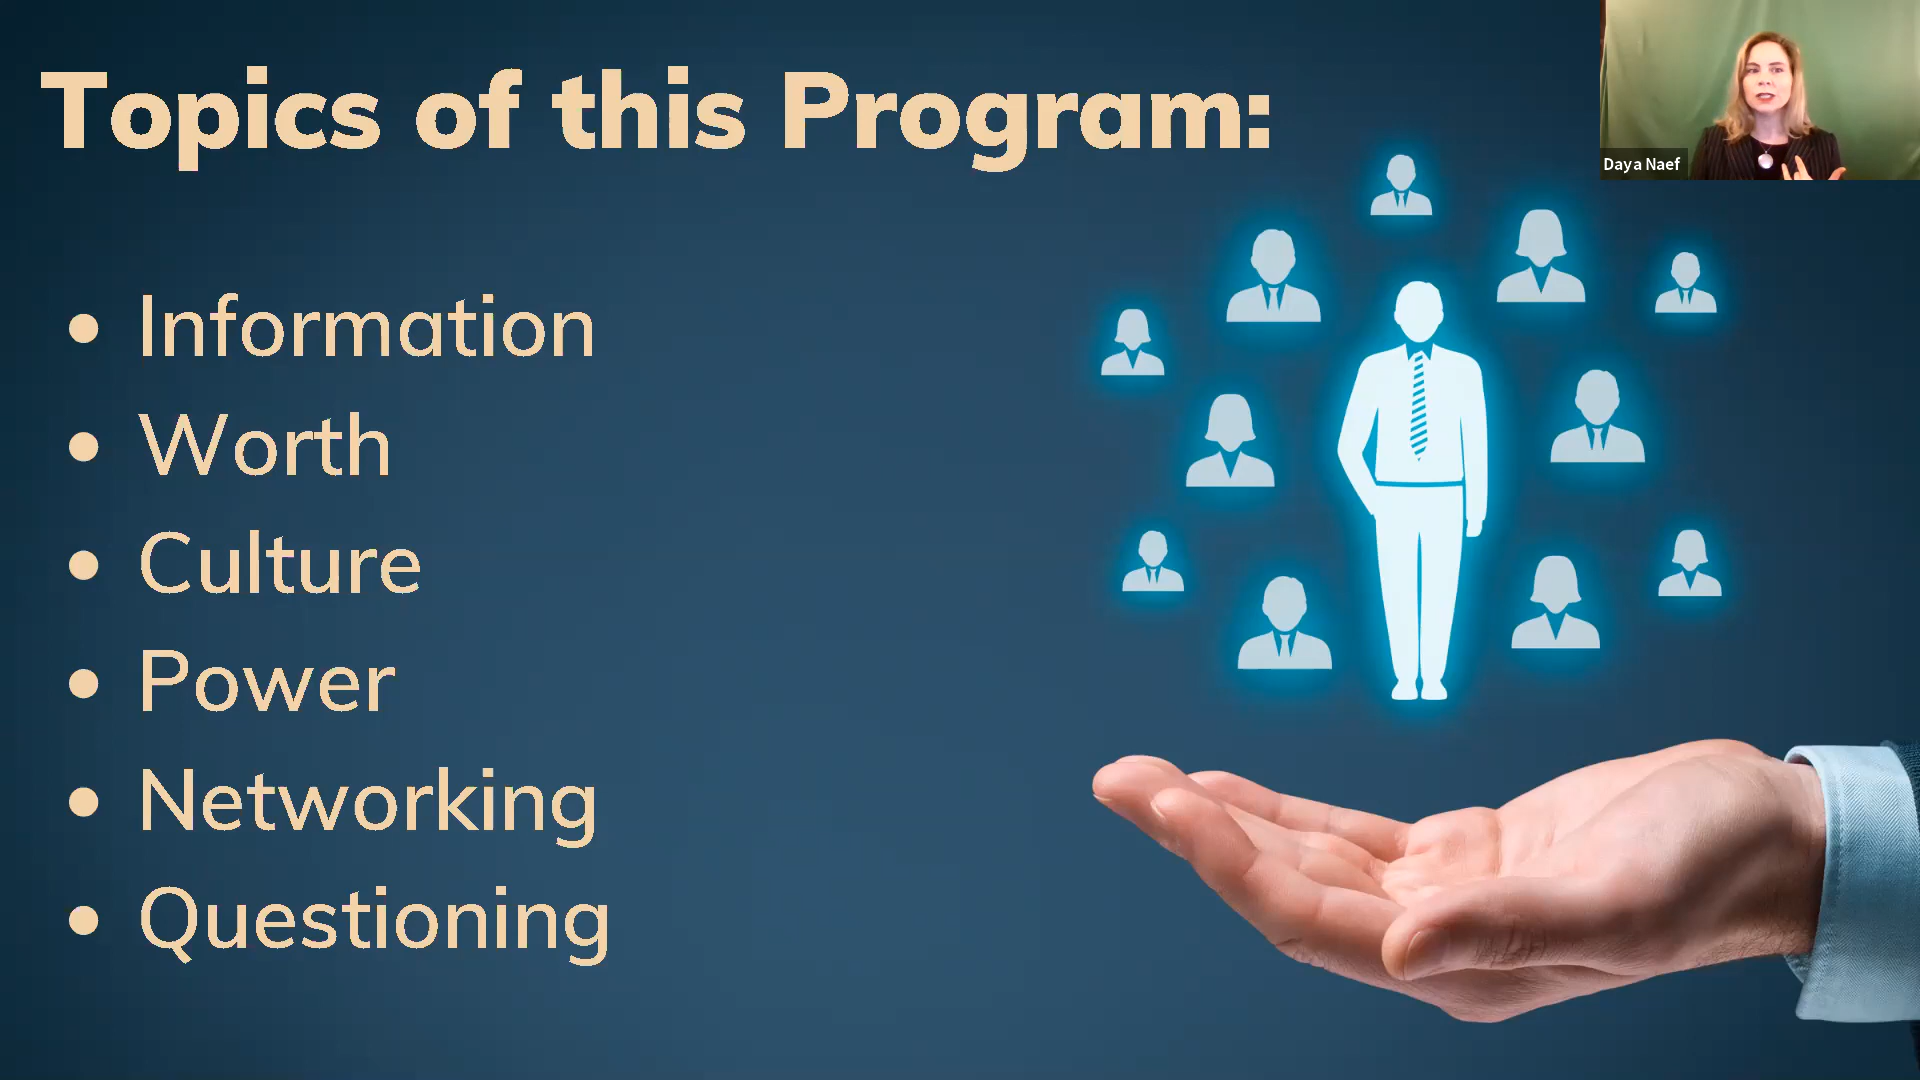 Topics of this Program:
Daya Naef
• Information
• Worth
• Culture
• Power
• Networking
• Questioning